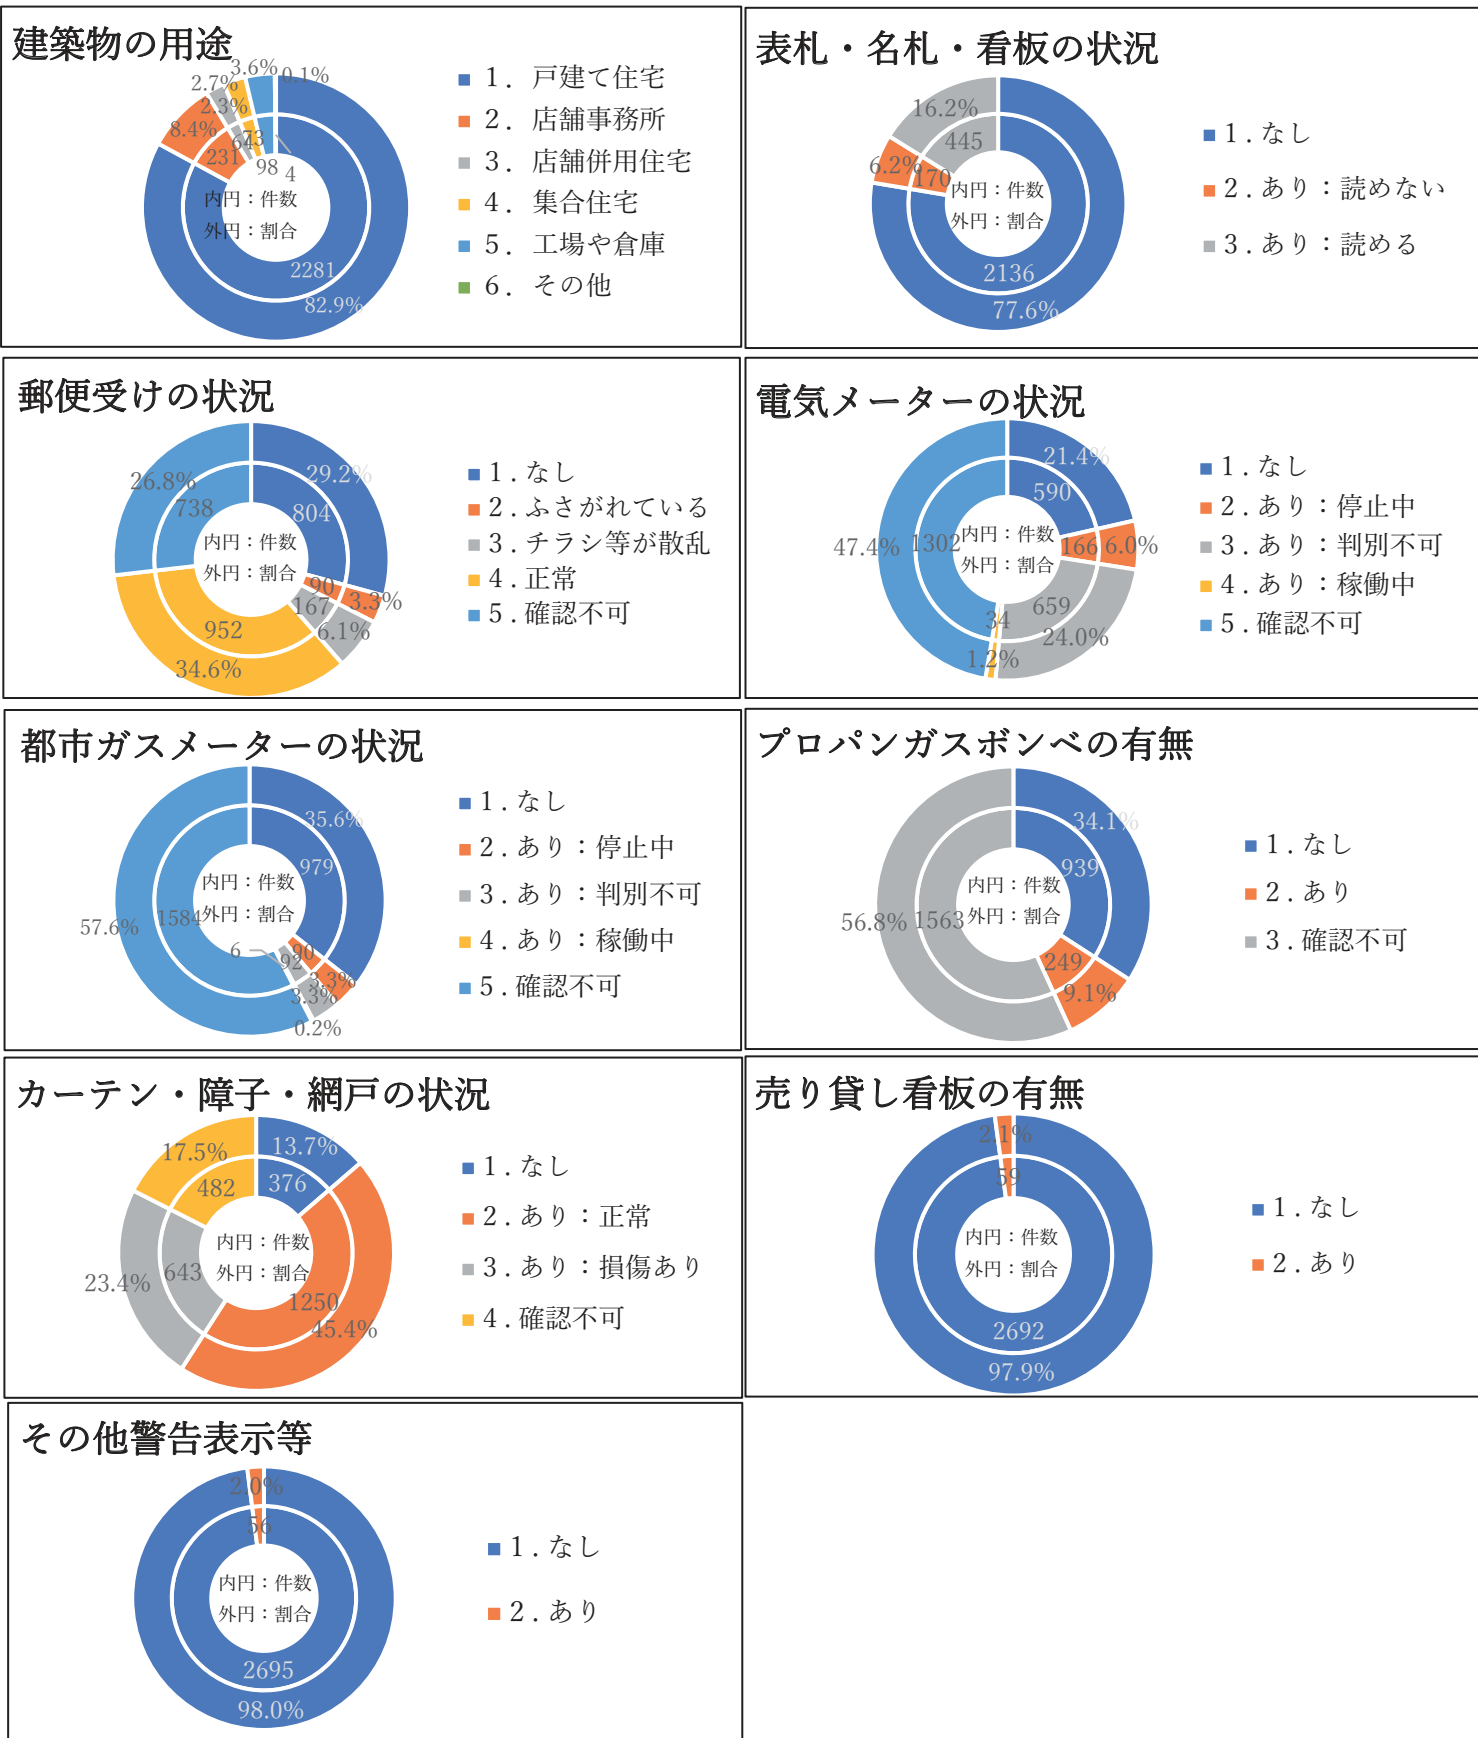 建築物の用途
3.6%
0.1%
2.7%
2.3%
8.4%
64
73
231
98
4
内円：件数
外円：割合
2281
82.9%
1．戸建て住宅
2．店舗事務所
3．店舗併用住宅
4．集合住宅
5．工場や倉庫
6．その他
表札・名札・看板の状況
16.2%
445
6.2%
170
内円：件数
外円：割合
2136
77.6%
1．なし
2．あり：読めない
3．あり：読める
郵便受けの状況
26.8%
29.2%
738
804
内円：件数
外円：割合
90
3.3%
167
6.1%
952
34.6%
1．なし
2．ふさがれている
3．チラシ等が散乱
4．正常
5．確認不可
電気メーターの状況
21.4%
590
内円：件数
47.4%
1302
166
6.0%
外円：割合
659
34
24.0%
1.2%
1．なし
2．あり：停止中
3．あり：判別不可
4．あり：稼働中
5．確認不可
都市ガスメーターの状況
35.6%
979
内円：件数
57.6%
1584
外円：割合
6
90
92
3.3%
3.3%
0.2%
1．なし
2．あり：停止中
3．あり：判別不可
4．あり：稼働中
5．確認不可
プロパンガスボンベの有無
34.1%
939
内円：件数
56.8%
1563
外円：割合
249
9.1%
1．なし
2．あり
3．確認不可
カーテン・障子・網戸の状況
17.5%
13.7%
482
376
内円：件数
外円：割合
23.4%
643
1250
45.4%
1．なし
2．あり：正常
3．あり：損傷あり
4．確認不可
売り貸し看板の有無
2.1%
59
内円：件数
外円：割合
2692
97.9%
1．なし
2．あり
その他警告表示等
2.0%
56
内円：件数
外円：割合
2695
98.0%
1．なし
2．あり